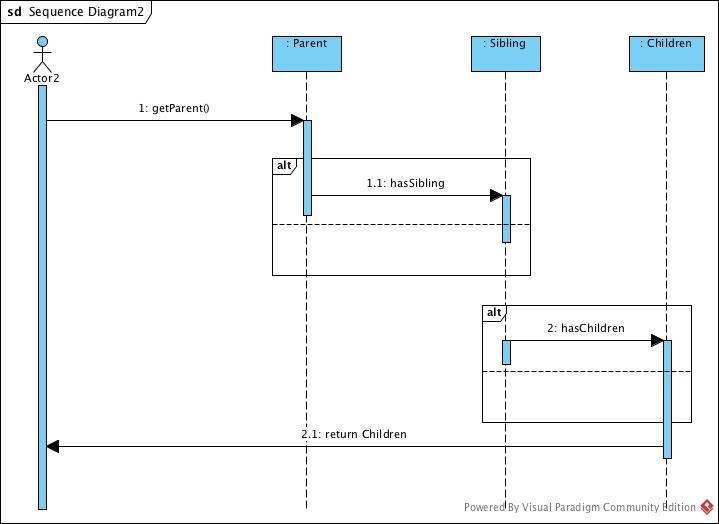 sd Sequence Diagram2
: Parent
: Sibling
: Children
Actor2
1: getParent()
alt
1.1: hasSibling
alt
2: hasChildren
2.1: return Children
Powered By Visual Paradigm Community Edition